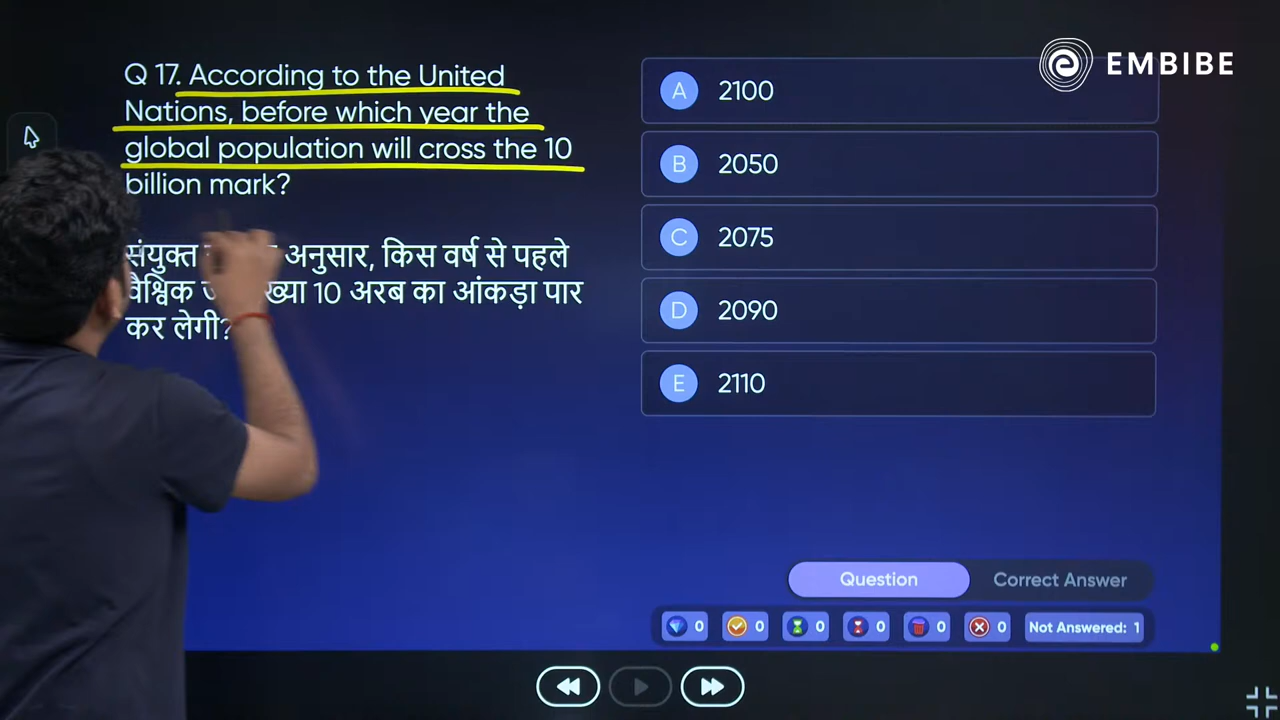 EMBIBE
Q 17. According to the United
Nations, before which year the
global population will cross the 10
billion mark?
संयुक्त अनुसार, किस वर्ष से पहले
वैश्विक 10 अरब का आंकड़ा पार
कर लेगी?
A 2100
B 2050
C 2075
D 2090
E 2110
Question Correct Answer
0 0 0 0 0 0 Not Answered: 1